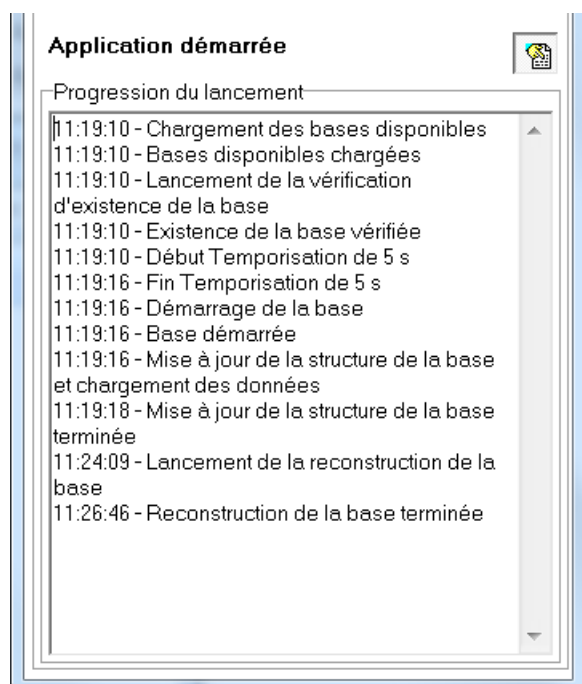 Application démarrée
Progression du lancement
11:19:10 - Chargement des bases disponibles
11:19:10 - Bases disponibles chargées
11:19:10 - Lancement de la vérification
d'existence de la base
11:19:10 - Existence de la base vérifiée
11:19:10 - Début Temporisation de 5 s
11:19:16 - Fin Temporisation de 5 s
11:19:16 - Démarrage de la base
11:19:16 - Base démarrée
11:19:16 - Mise à jour de la structure de la base
et chargement des données
11:19:18 - Mise à jour de la structure de la base
terminée
11:24:09 - Lancement de la reconstruction de la
base
11:26:46 - Reconstruction de la base terminée